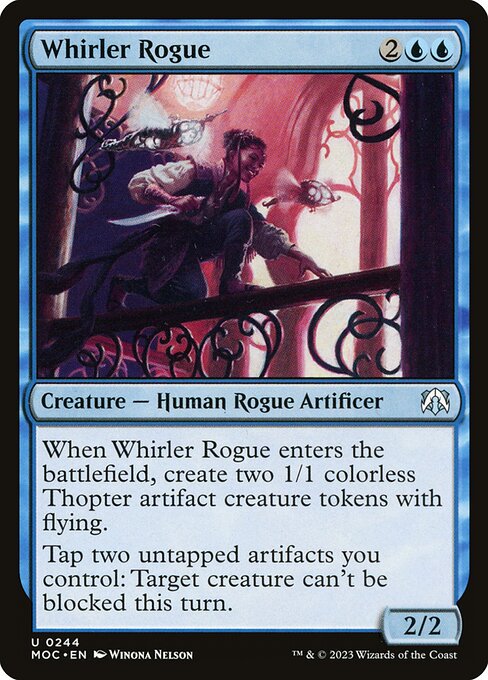 Whirler Rogue 2
Creature — Human Rogue Artificer
When Whirler Rogue enters the
battlefield, create two 1/1 colorless
Thopter artifact creature tokens with
flying.
Tap two untapped artifacts you
control: Target creature can't be
blocked this turn.
2/2
U 0244
MOC • EN Winona Nelson
™ & © 2023 Wizards of the Coast